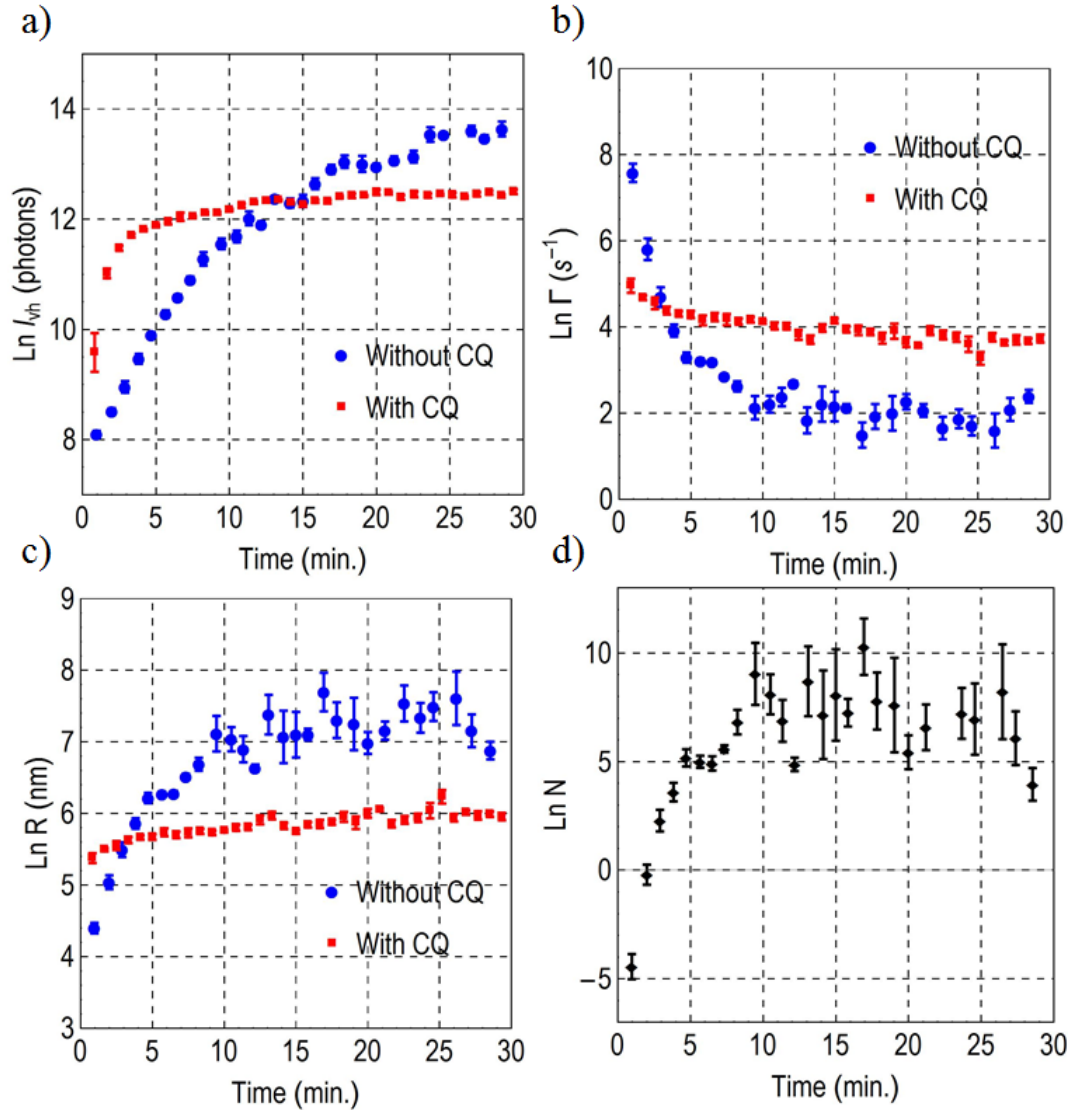 a)
14
12
10
8
Ln Ivh (photons)
Without CQ
With CQ
0 5 10 15 20 25 30
Time (min.)
b)
10
8
6
4
2
0
Ln Γ (s−1)
Without CQ
With CQ
0 5 10 15 20 25 30
Time (min.)
c)
9
8
7
6
5
4
3
Ln R (nm)
Without CQ
With CQ
0 5 10 15 20 25 30
Time (min.)
d)
10
5
0
−5
Ln N
0 5 10 15 20 25 30
Time (min.)